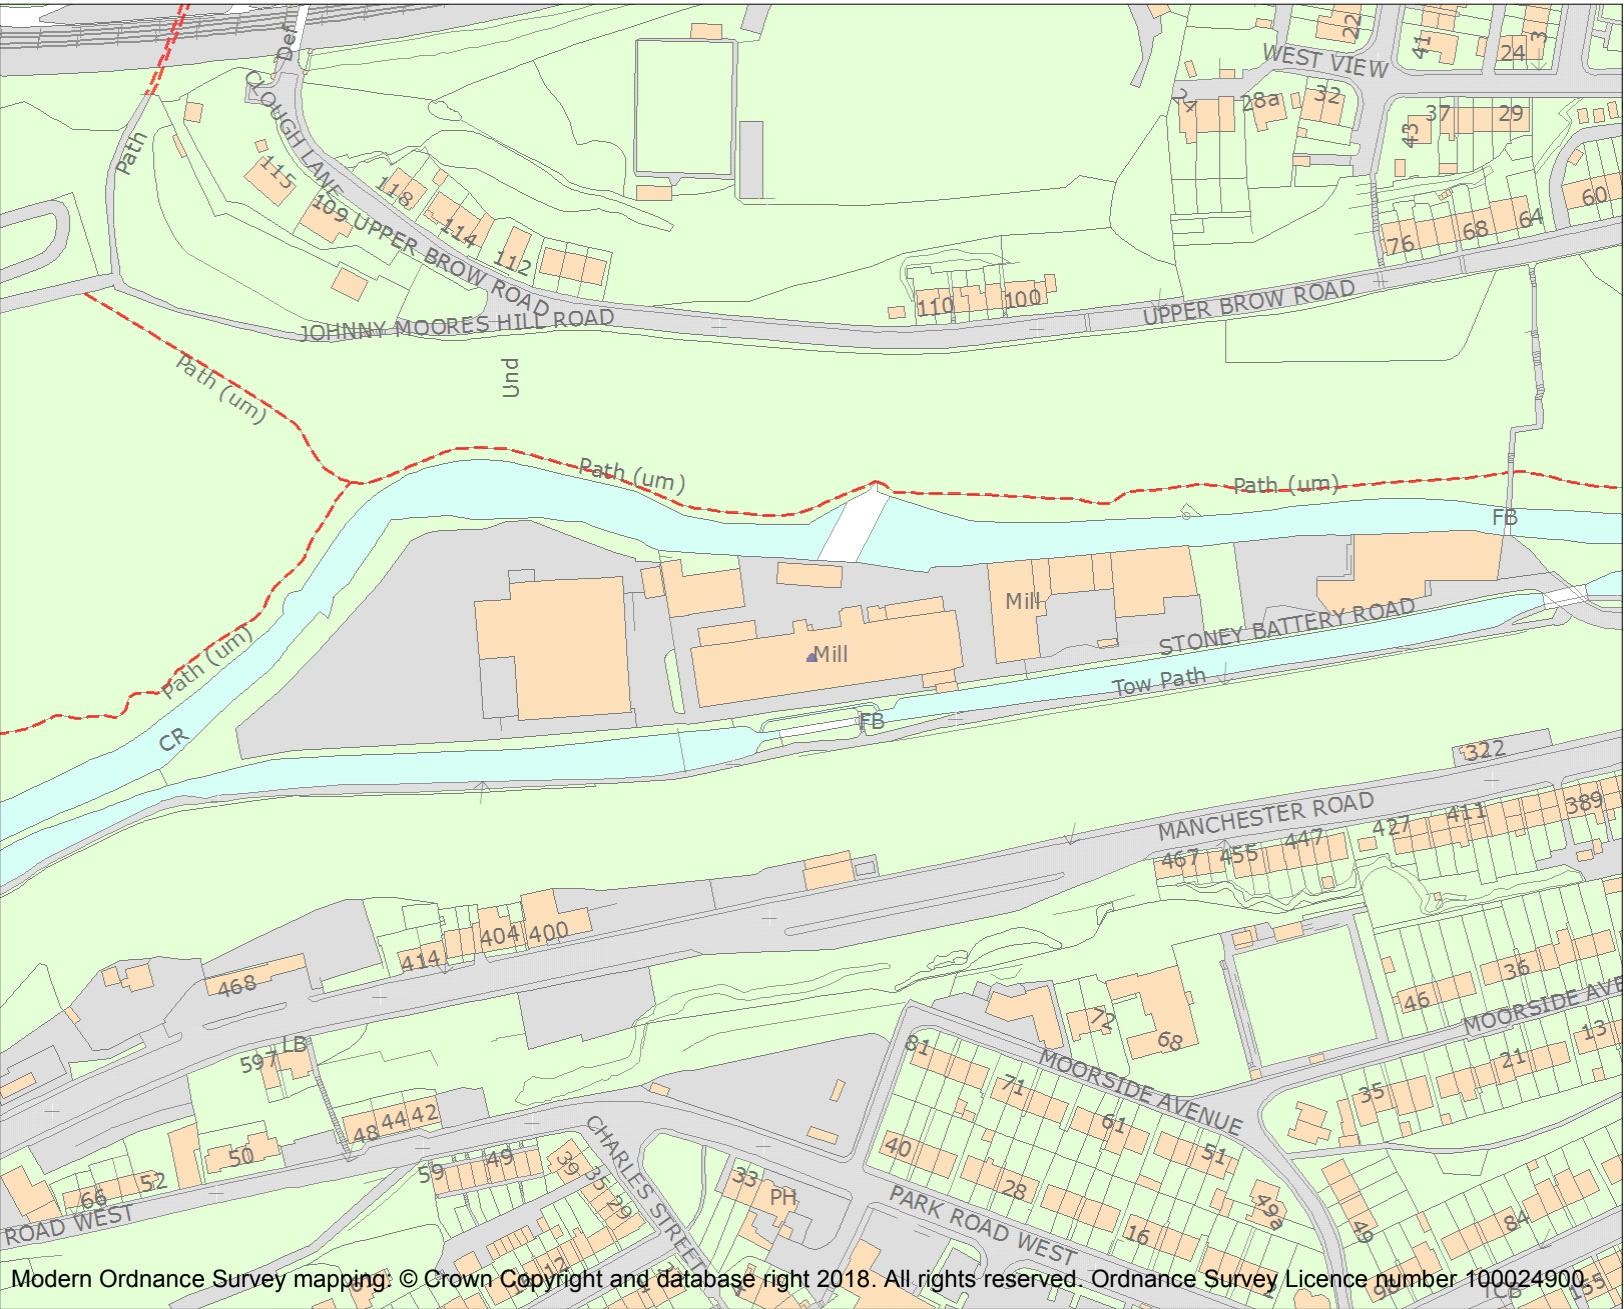 Def
CLOUGH LANE
Path
115
109
118
114
112
UPPER BROW ROAD
JOHNNY MOORES HILL ROAD
Und
110
100
UPPER BROW ROAD
WEST VIEW
22
41
24
3
28a
32
37
29
43
76
68
64
60
Path (um)
Path (um)
Path (um)
Path (um)
FB
CR
Mill
Mill
STONEY BATTERY ROAD
Tow Path
FB
322
MANCHESTER ROAD
467
455
447
427
411
389
414
404
400
468
LB
597
48
44
42
50
52
66
ROAD WEST
59
49
39
35
29
CHARLES STREET
33
PH
81
71
61
51
MOORSIDE AVENUE
72
68
46
36
MOORSIDE AVE
13
21
35
40
28
16
PARK ROAD WEST
49a
49
84
Modern Ordnance Survey mapping: © Crown Copyright and database right 2018. All rights reserved. Ordnance Survey Licence number 100024900.